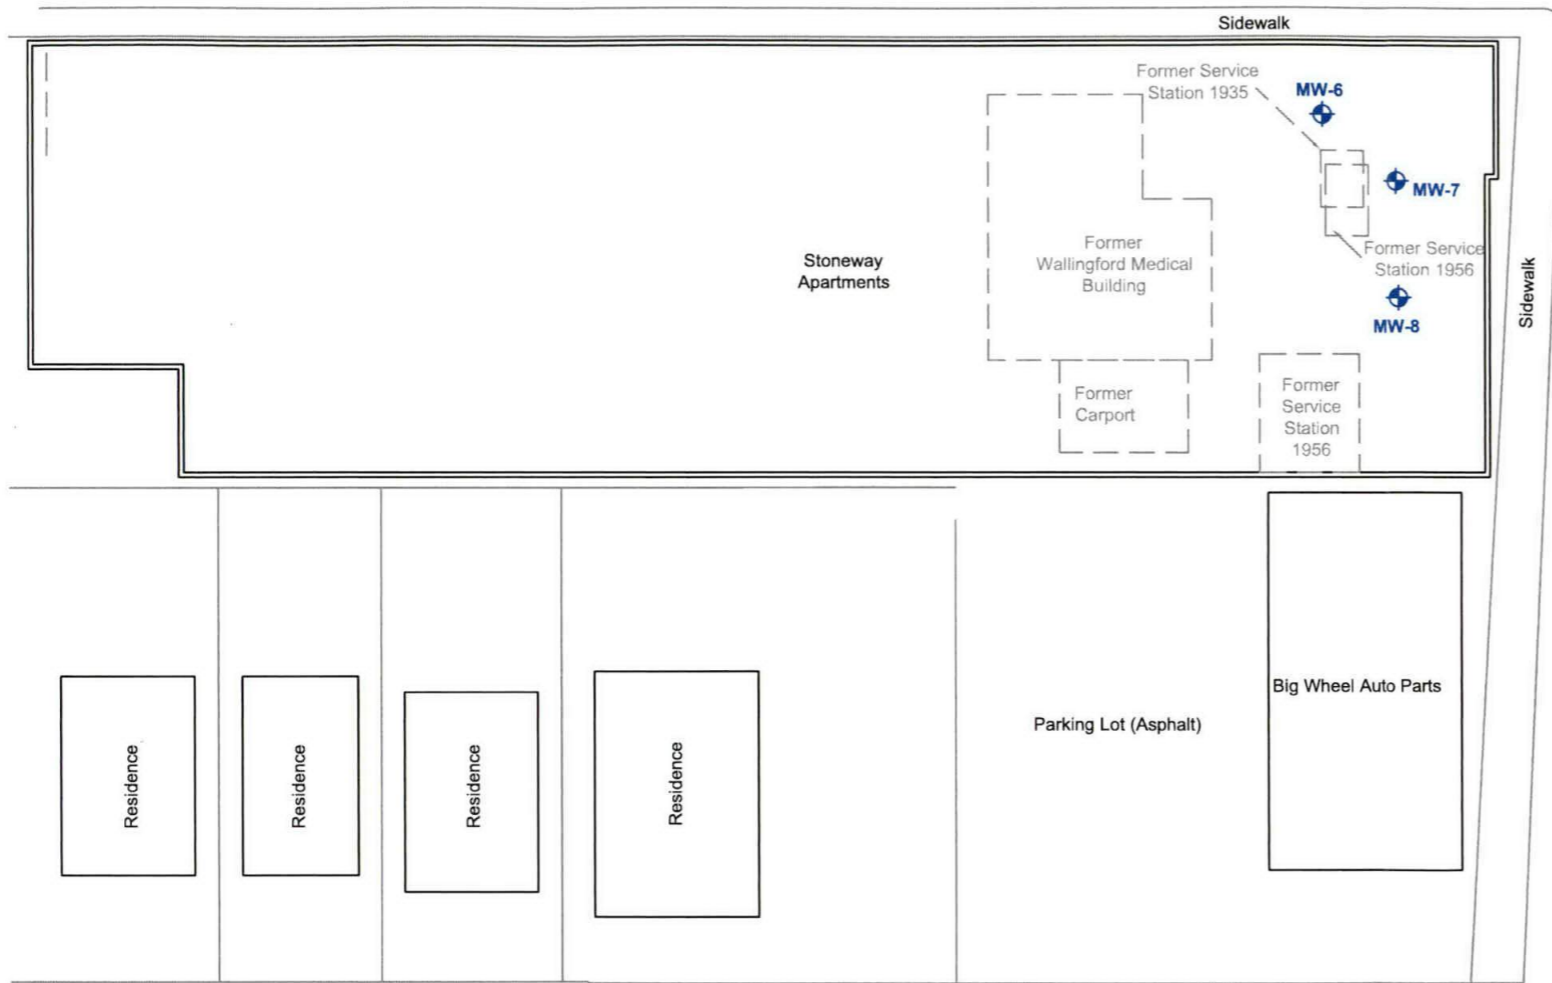 Sidewalk
Former Service
Station 1935
MW-6
MW-7
Former
Wallingford Medical
Building
Former Service
Station 1956
Stoneway
Apartments
Sidewalk
MW-8
Former
Carport
Former
Service
Station
1956
Big Wheel Auto Parts
Parking Lot (Asphalt)
Residence
Residence
Residence
Residence